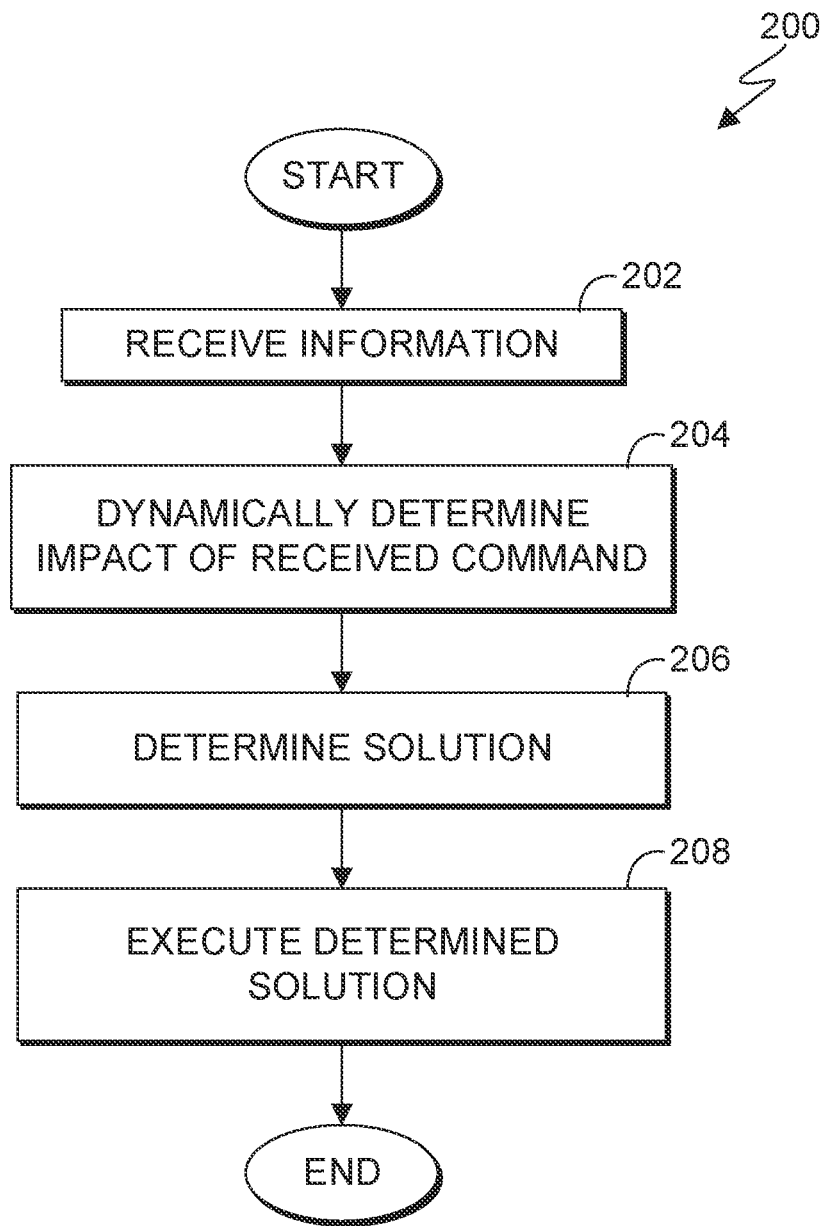 200
START
202
RECEIVE INFORMATION
204
DYNAMICALLY DETERMINE
IMPACT OF RECEIVED COMMAND
206
DETERMINE SOLUTION
208
EXECUTE DETERMINED
SOLUTION
END